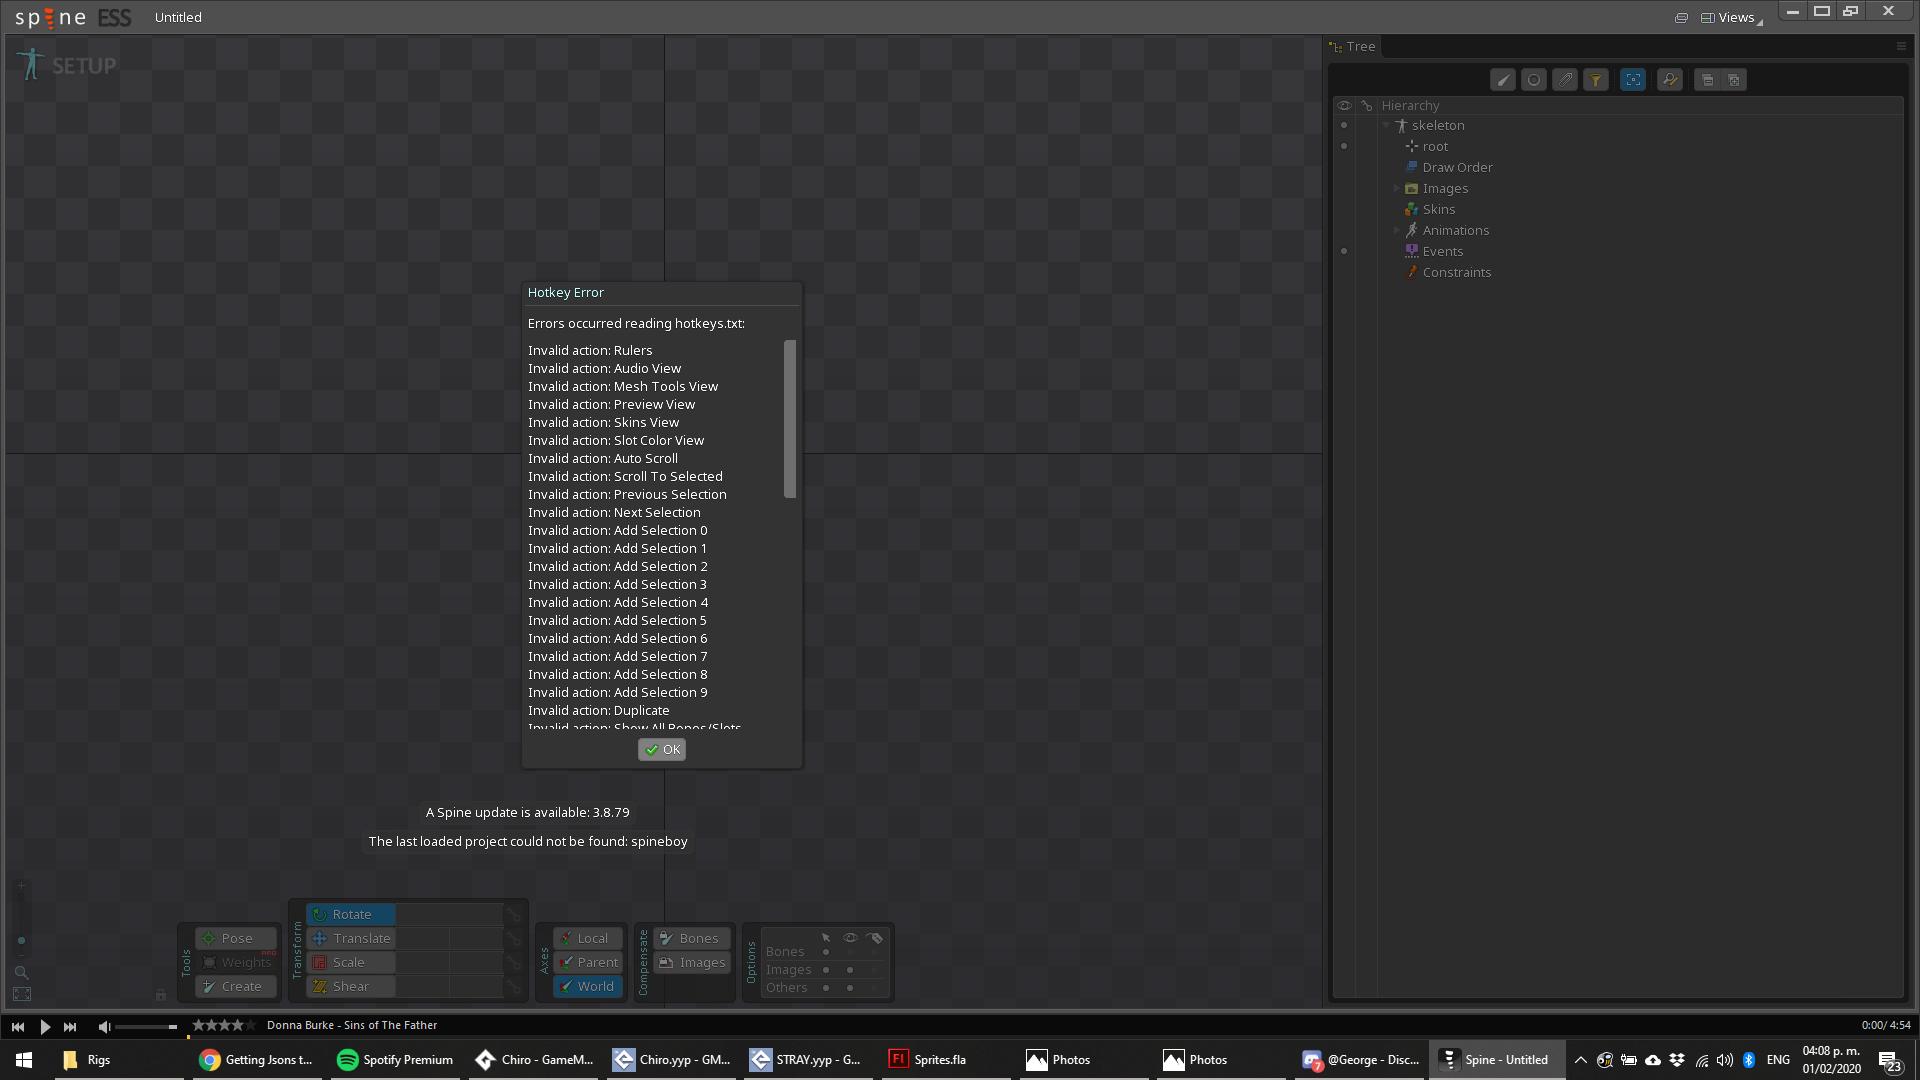 spine ESS
Untitled
Views
SETUP
Tree
Hierarchy
skeleton
root
Draw Order
Images
Skins
Animations
Events
Constraints
Hotkey Error
Errors occurred reading hotkeys.txt:
Invalid action: Rulers
Invalid action: Audio View
Invalid action: Mesh Tools View
Invalid action: Preview View
Invalid action: Skins View
Invalid action: Slot Color View
Invalid action: Auto Scroll
Invalid action: Scroll To Selected
Invalid action: Previous Selection
Invalid action: Next Selection
Invalid action: Add Selection 0
Invalid action: Add Selection 1
Invalid action: Add Selection 2
Invalid action: Add Selection 3
Invalid action: Add Selection 4
Invalid action: Add Selection 5
Invalid action: Add Selection 6
Invalid action: Add Selection 7
Invalid action: Add Selection 8
Invalid action: Add Selection 9
Invalid action: Duplicate
Invalid action: Show All Bones/Slots
OK
A Spine update is available: 3.8.79
The last loaded project could not be found: spineboy
Tools
Pose
Weights PRO
Create
Transform
Rotate
Translate
Scale
Shear
Axes
Local
Parent
World
Compensate
Bones
Images
Options
Bones
Images
Others
Donna Burke - Sins of The Father
0:00/ 4:54
Rigs
Getting Jsons t...
Spotify Premium
Chiro - GameM...
Chiro.yyp - GM...
STRAY.yyp - G...
Fl
Sprites.fla
Photos
Photos
7
@George - Disc...
Spine - Untitled
ENG
04:08 p. m.
01/02/2020
23